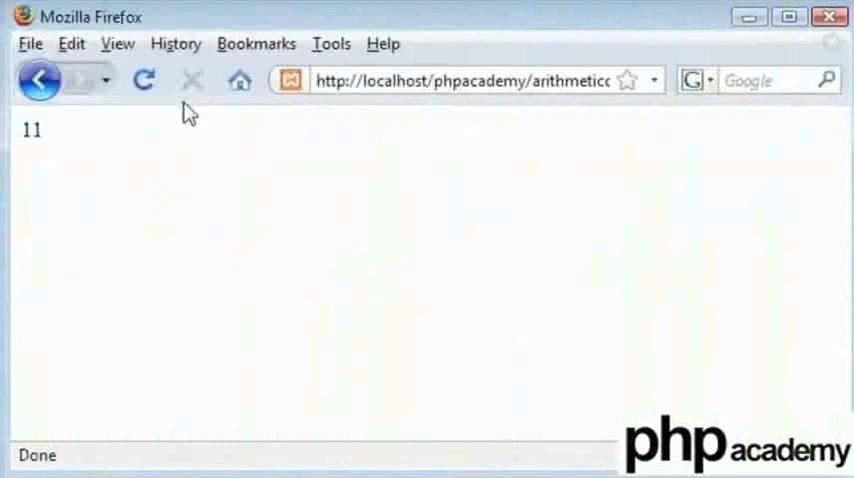 Mozilla Firefox
File Edit View History Bookmarks Tools Help
http://localhost/phpacademy/arithmeticc Google
11
Done
php academy